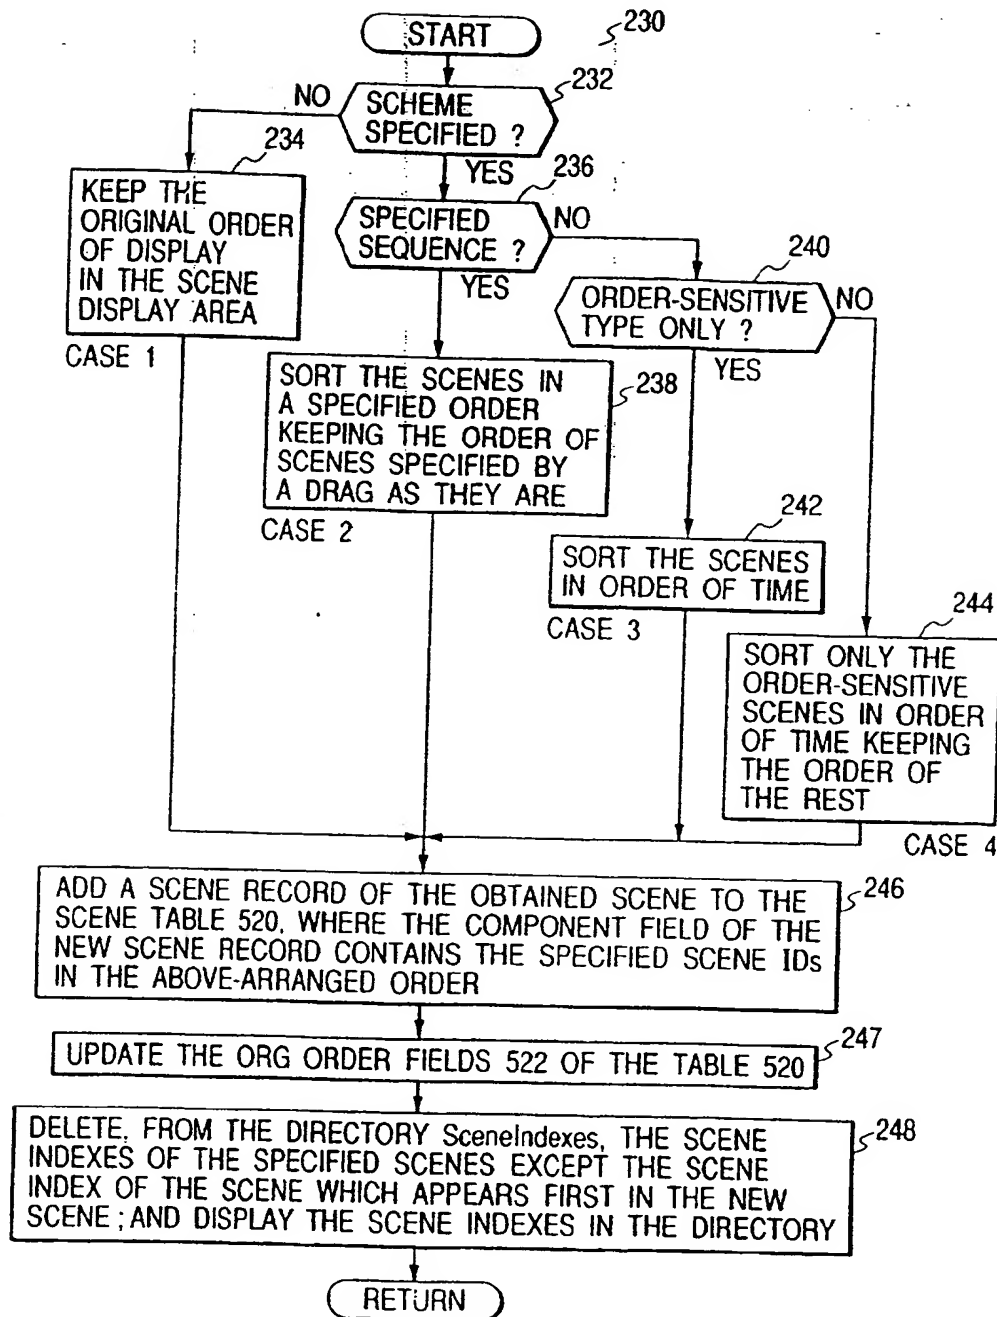 START
230
232
NO
SCHEME
SPECIFIED ?
234
YES
236
KEEP THE
ORIGINAL ORDER
OF DISPLAY
IN THE SCENE
DISPLAY AREA
CASE 1
SPECIFIED
SEQUENCE ?
NO
YES
240
ORDER-SENSITIVE
TYPE ONLY ?
NO
YES
238
SORT THE SCENES IN
A SPECIFIED ORDER
KEEPING THE ORDER OF
SCENES SPECIFIED BY
A DRAG AS THEY ARE
CASE 2
242
SORT THE SCENES
IN ORDER OF TIME
CASE 3
244
SORT ONLY THE
ORDER-SENSITIVE
SCENES IN ORDER
OF TIME KEEPING
THE ORDER OF
THE REST
CASE 4
246
ADD A SCENE RECORD OF THE OBTAINED SCENE TO THE
SCENE TABLE 520, WHERE THE COMPONENT FIELD OF THE
NEW SCENE RECORD CONTAINS THE SPECIFIED SCENE IDs
IN THE ABOVE-ARRANGED ORDER
247
UPDATE THE ORG ORDER FIELDS 522 OF THE TABLE 520
248
DELETE, FROM THE DIRECTORY SceneIndexes, THE SCENE
INDEXES OF THE SPECIFIED SCENES EXCEPT THE SCENE
INDEX OF THE SCENE WHICH APPEARS FIRST IN THE NEW
SCENE ; AND DISPLAY THE SCENE INDEXES IN THE DIRECTORY
RETURN